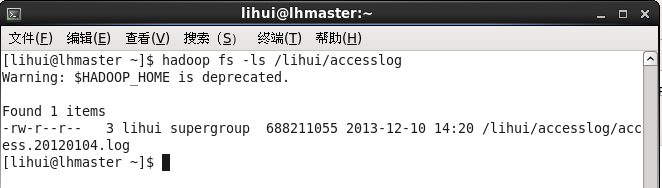 lihui@lhmaster:~
文件(F) 编辑(E) 查看(V) 搜索 (S) 终端(T) 帮助(H)
[lihui@lhmaster ~]$ hadoop fs -ls /lihui/accesslog
Warning: $HADOOP_HOME is deprecated.
Found 1 items
-rw-r--r--   3 lihui supergroup  688211055 2013-12-10 14:20 /lihui/accesslog/acc
ess.20120104.log
[lihui@lhmaster ~]$